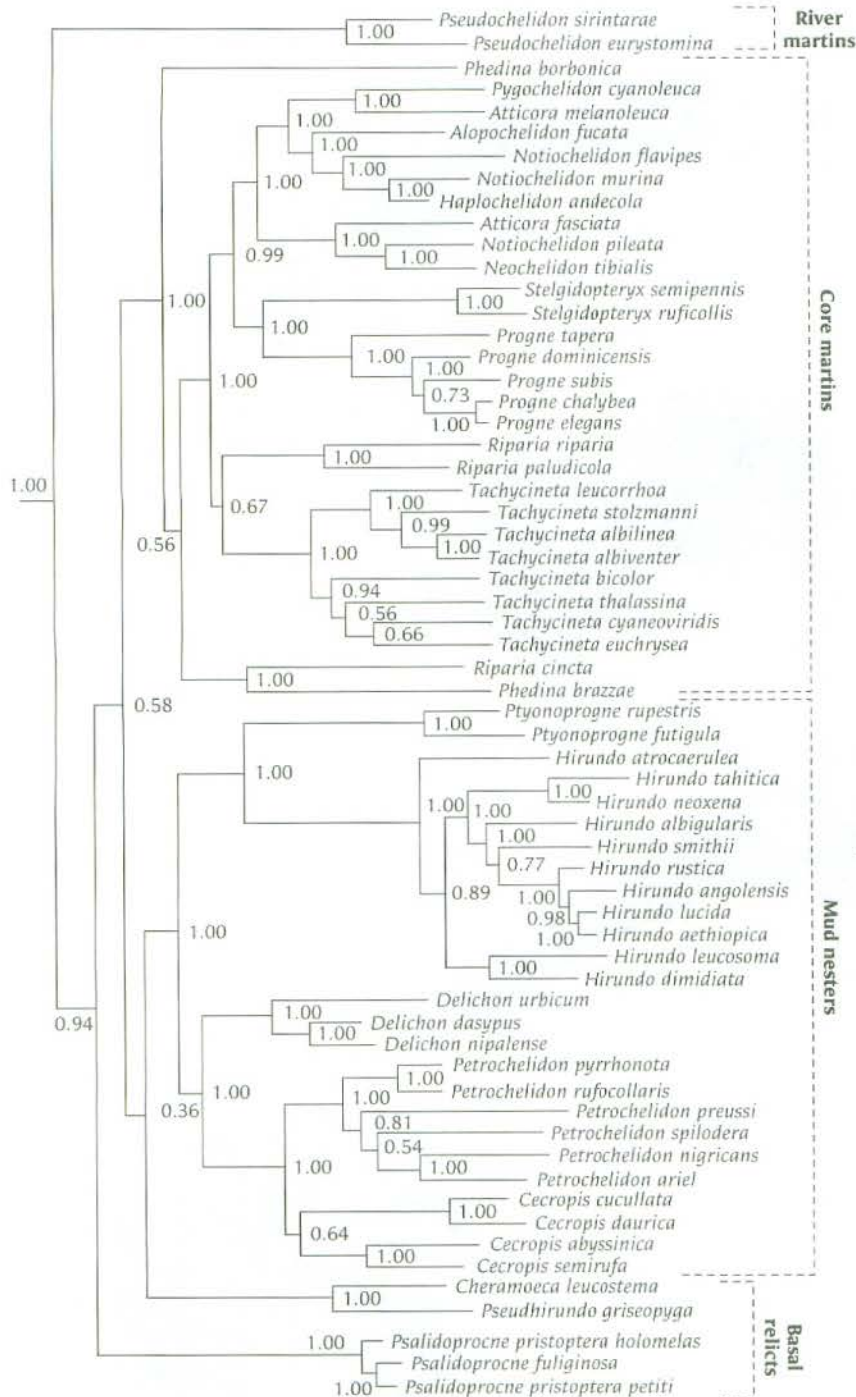 Pseudochelidon sirintarae
1.00
Pseudochelidon eurystomina
River
martins
Phedina borbonica
Pygochelidon cyanoleuca
1.00
Atticora melanoleuca
1.00
Alopochelidon fucata
1.00
Notiochelidon flavipes
1.00
Notiochelidon murina
1.00
1.00
Haplochelidon andecola
Atticora fasciata
1.00
Notiochelidon pileata
0.99
1.00
Neochelidon tibialis
Stelgidopteryx semipennis
1.00
1.00
Stelgidopteryx ruficollis
1.00
Progne tapera
1.00
Progne dominicensis
1.00
1.00
Progne subis
0.73
Progne chalybea
1.00
Progne elegans
Core martins
Riparia riparia
1.00
Riparia paludicola
1.00
Tachycineta leucorrhoa
0.67
1.00
Tachycineta stolzmanni
0.99
Tachycineta albilinea
0.56
1.00
1.00
Tachycineta albiventer
Tachycineta bicolor
0.94
Tachycineta thalassina
0.56
Tachycineta cyaneoviridis
0.66
Tachycineta euchrysea
Riparia cincta
1.00
Phedina brazzae
0.58
Ptyonoprogne rupestris
1.00
Ptyonoprogne futigula
Hirundo atrocaerulea
1.00
Hirundo tahitica
1.00
Hirundo neoxena
1.00
1.00
Hirundo albigularis
1.00
Hirundo smithii
0.77
Hirundo rustica
0.89
1.00
Hirundo angolensis
0.98
Hirundo lucida
1.00
Hirundo aethiopica
1.00
Hirundo leucosoma
1.00
Hirundo dimidiata
Mud nesters
Delichon urbicum
1.00
Delichon dasypus
0.94
1.00
Delichon nipalense
Petrochelidon pyrrhonota
1.00
Petrochelidon rufocollaris
1.00
1.00
0.36
Petrochelidon preussi
0.81
Petrochelidon spilodera
0.54
Petrochelidon nigricans
1.00
1.00
Petrochelidon ariel
Cecropis cucullata
1.00
Cecropis daurica
0.64
Cecropis abyssinica
1.00
Cecropis semirufa
Cheramoeca leucostema
1.00
Pseudhirundo griseopyga
Basal
relicts
Psalidoprocne pristoptera holomelas
1.00
Psalidoprocne fuliginosa
1.00
Psalidoprocne pristoptera petiti